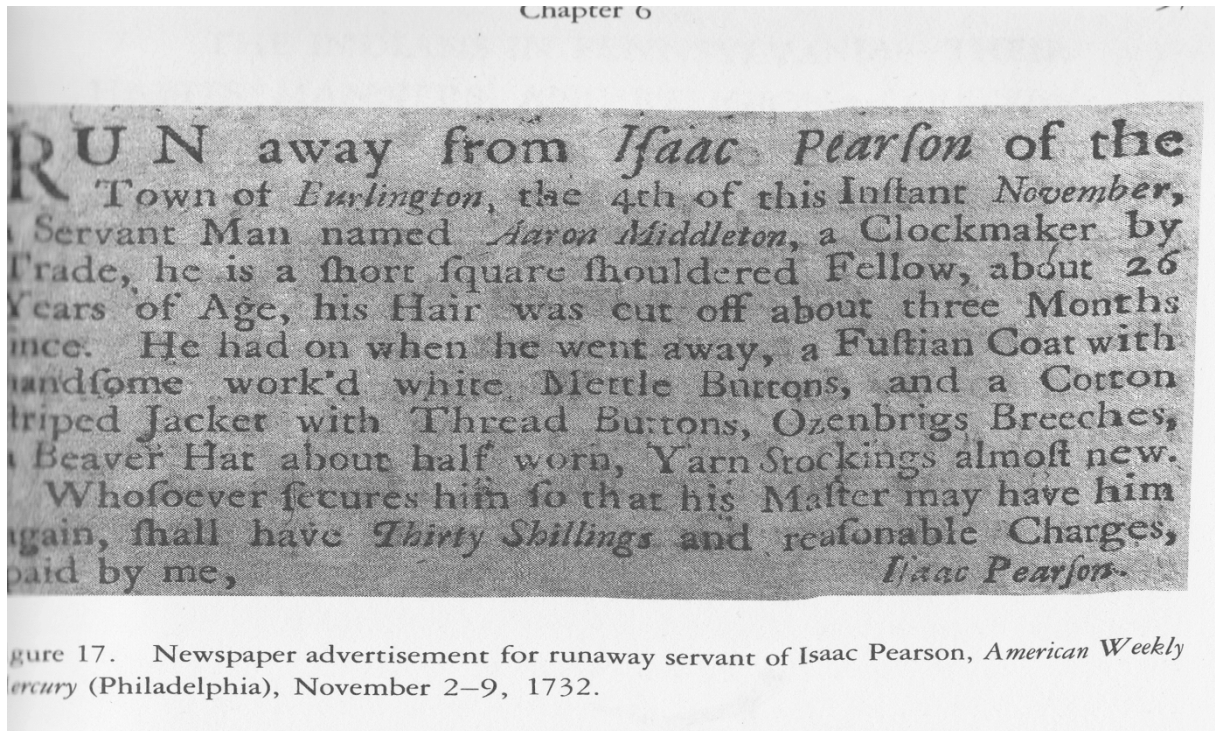 Chapter 6
RUN away from Iſaac Pearſon of the
Town of Eurlington, the 4th of this Inſtant November,
Servant Man named Aaron Middleton, a Clockmaker by
Trade, he is a ſhort ſquare ſhouldered Fellow, about 26
Years of Age, his Hair was cut off about three Months
ince. He had on when he went away, a Fuſtian Coat with
andſome work'd white Mettle Buttons, and a Cotton
triped Jacket with Thread Buttons, Ozenbrigs Breeches,
Beaver Hat about half worn, Yarn Stockings almoſt new.
Whoſoever ſecures him ſo that his Maſter may have him
again, ſhall have Thirty Shillings and reaſonable Charges,
paid by me, Iſaac Pearſon.
gure 17. Newspaper advertisement for runaway servant of Isaac Pearson, American Weekly
ercury (Philadelphia), November 2–9, 1732.